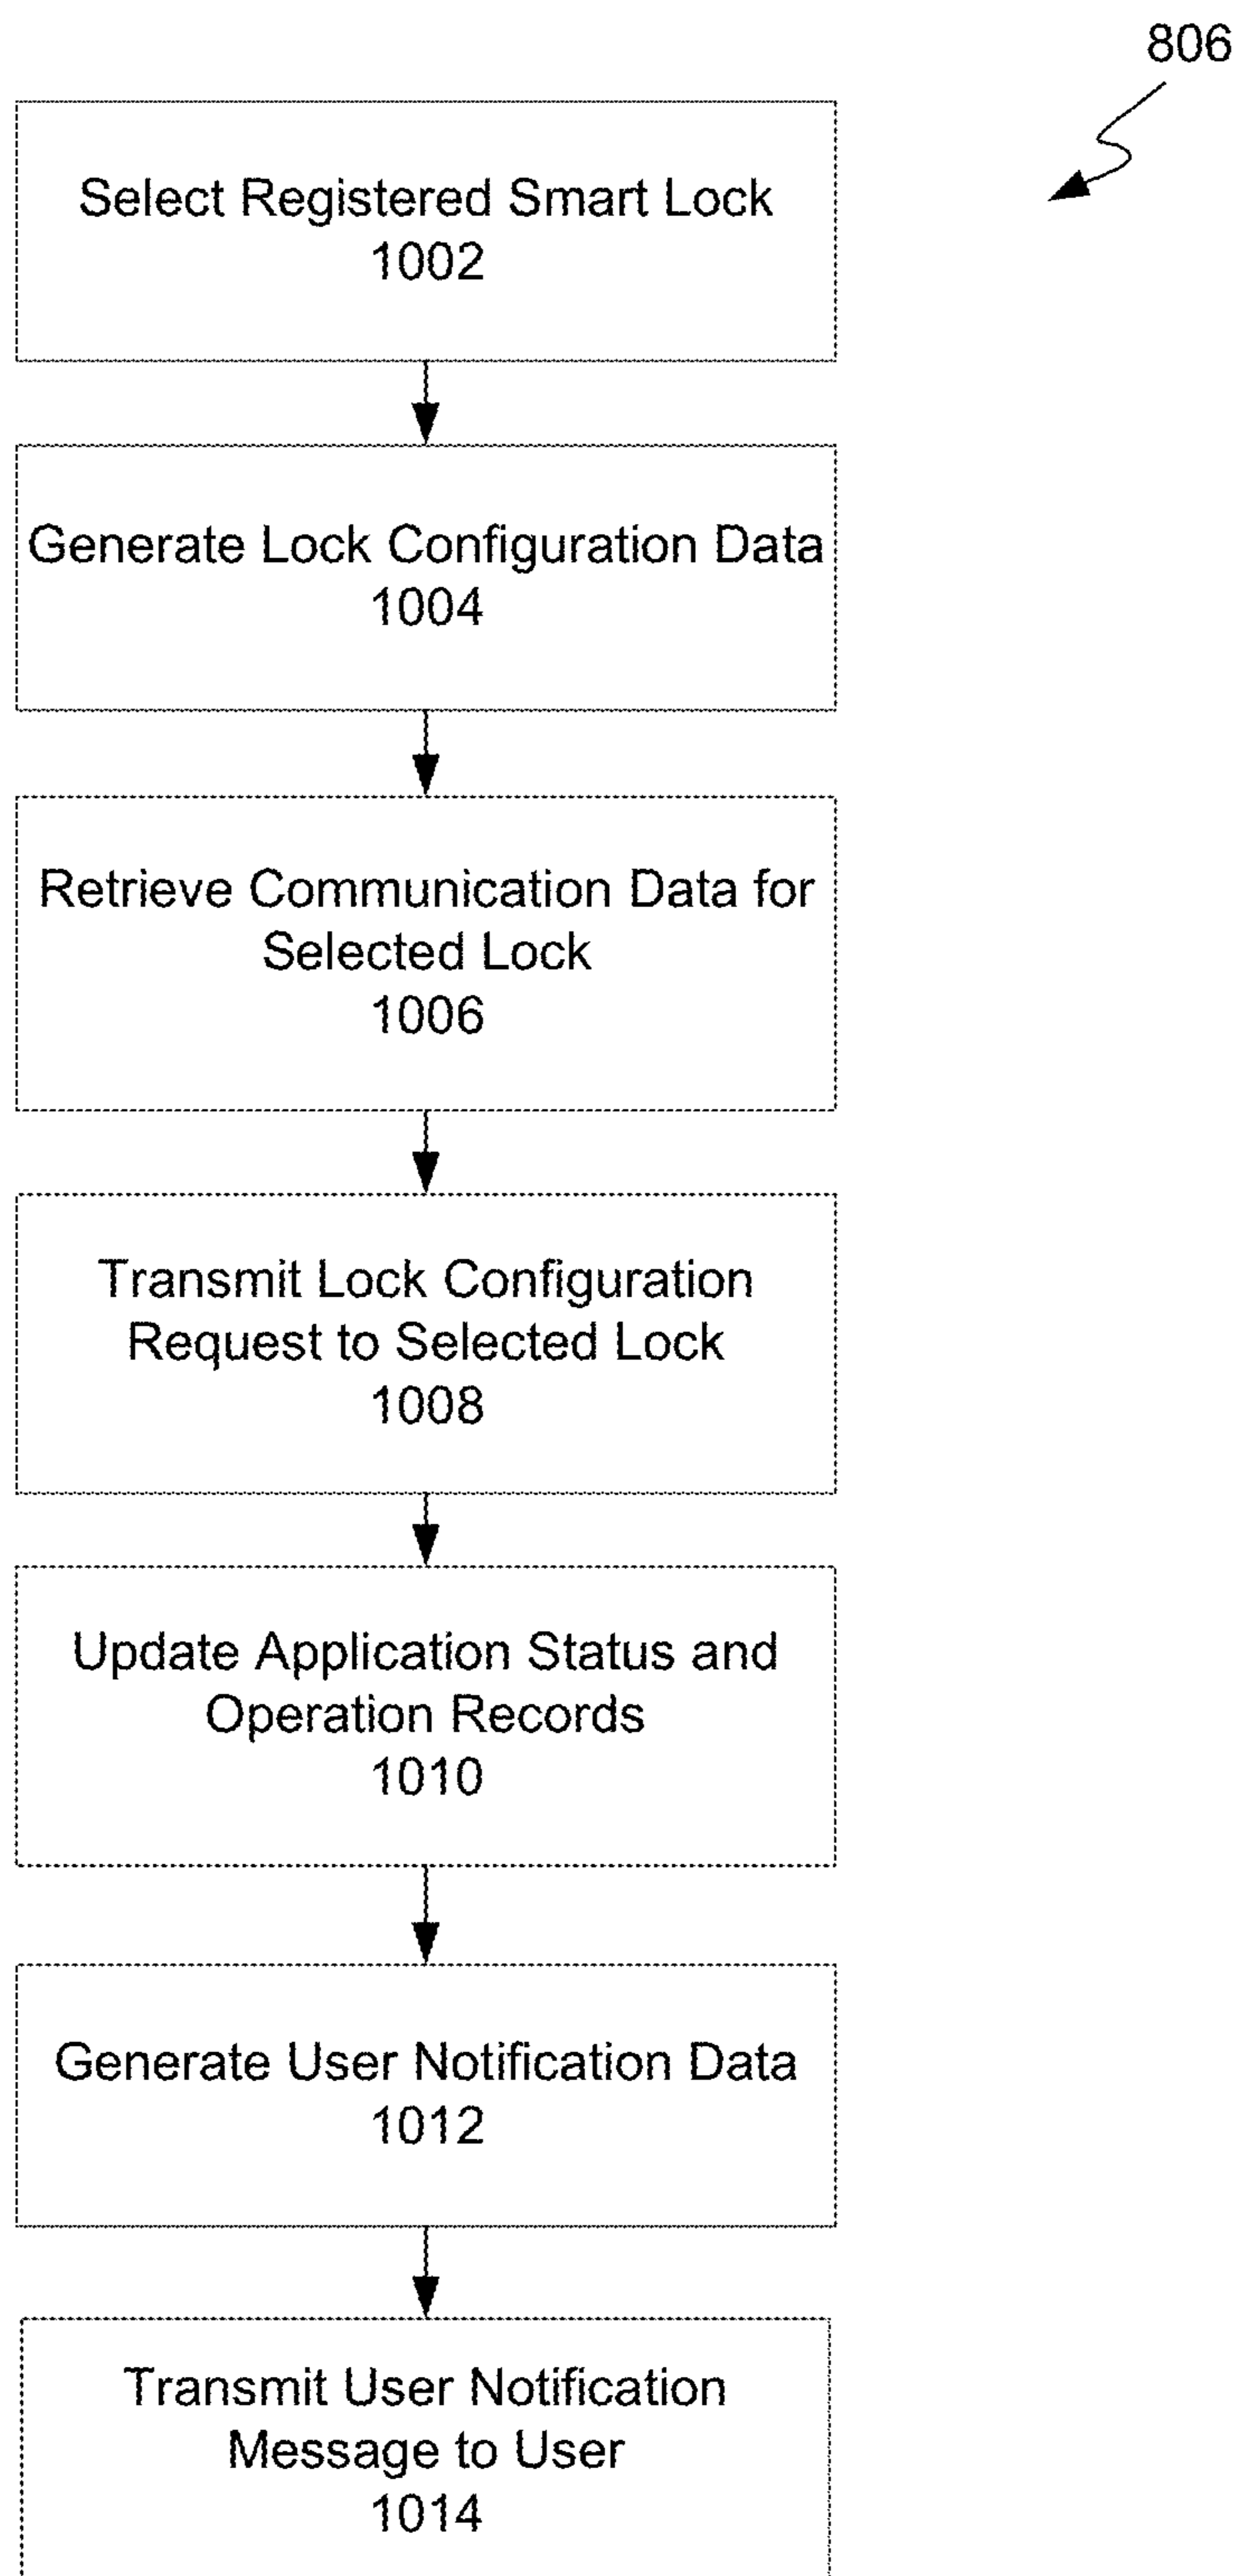 806
Select Registered Smart Lock
1002
Generate Lock Configuration Data
1004
Retrieve Communication Data for
Selected Lock
1006
Transmit Lock Configuration
Request to Selected Lock
1008
Update Application Status and
Operation Records
1010
Generate User Notification Data
1012
Transmit User Notification
Message to User
1014